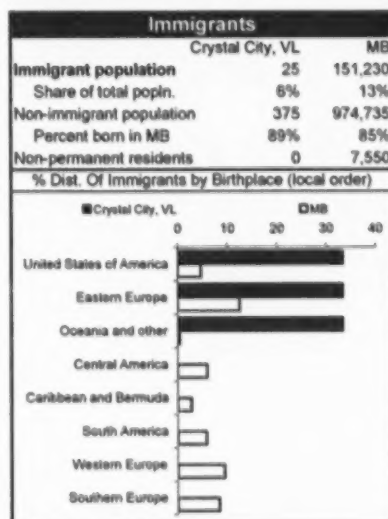 Immigrants
Crystal City, VL MB
Immigrant population 25 151,230
Share of total popln. 6% 13%
Non-immigrant population 375 974,735
Percent born in MB 89% 85%
Non-permanent residents 0 7,550
% Dist. Of Immigrants by Birthplace (local order)
Crystal City, VL MB
0 10 20 30 40
United States of America
Eastern Europe
Oceania and other
Central America
Caribbean and Bermuda
South America
Western Europe
Southern Europe